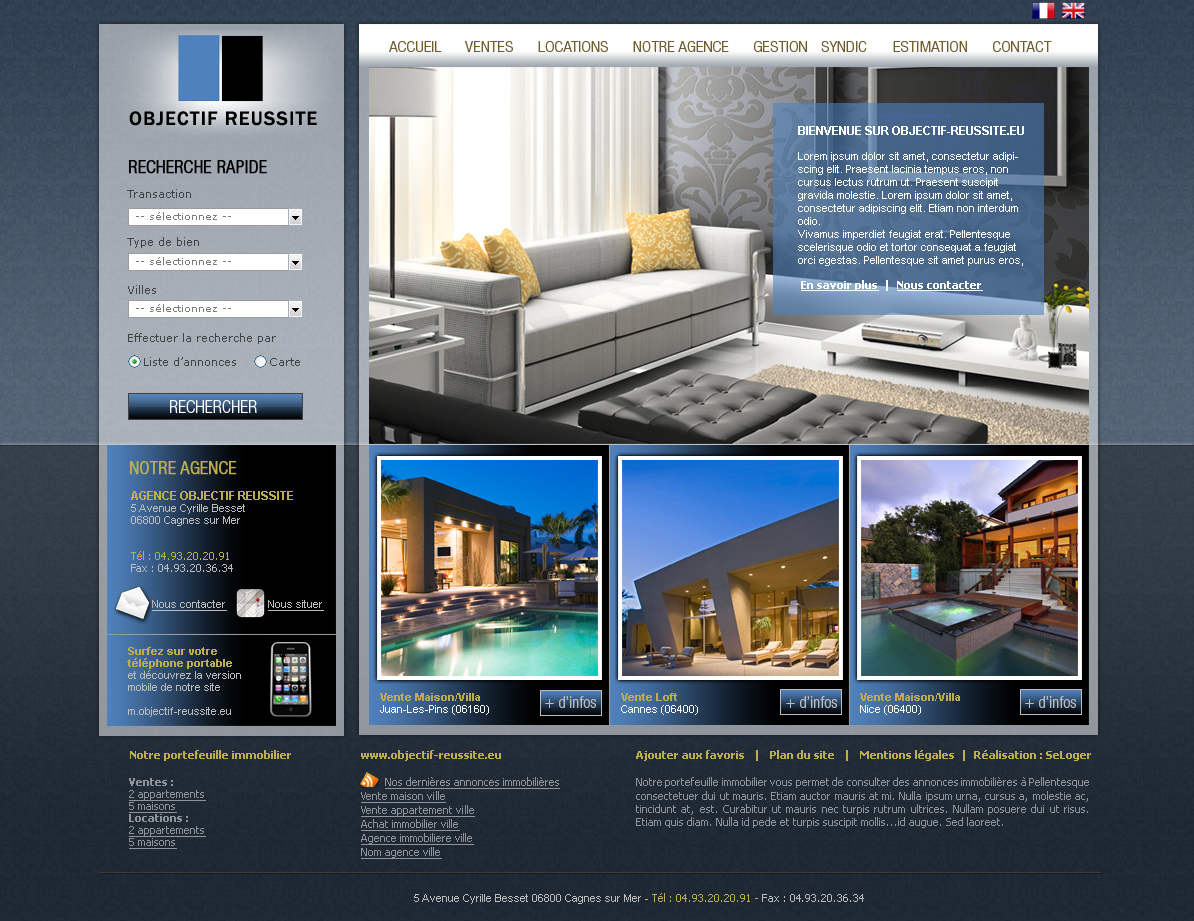 OBJECTIF REUSSITE
RECHERCHE RAPIDE
Transaction
-- sélectionnez --
Type de bien
-- sélectionnez --
Villes
-- sélectionnez --
Effectuer la recherche par
Liste d'annonces Carte
RECHERCHER
ACCUEIL VENTES LOCATIONS NOTRE AGENCE GESTION SYNDIC ESTIMATION CONTACT
BIENVENUE SUR OBJECTIF-REUSSITE.EU
Lorem ipsum dolor sit amet, consectetur adipi-
scing elit. Praesent lacinia tempus eros, non
cursus lectus rutrum ut. Praesent suscipit
gravida molestie. Lorem ipsum dolor sit amet,
consectetur adipiscing elit. Etiam non interdum
odio.
Vivamus imperdiet feugiat erat. Pellentesque
scelerisque odio et tortor consequat a feugiat
orci egestas. Pellentesque sit amet purus eros,
En savoir plus | Nous contacter
NOTRE AGENCE
AGENCE OBJECTIF REUSSITE
5 Avenue Cyrille Besset
06800 Cagnes sur Mer
Tél : 04.93.20.20.91
Fax : 04.93.20.36.34
Nous contacter Nous situer
Surfez sur votre
téléphone portable
et découvrez la version
mobile de notre site
m.objectif-reussite.eu
Vente Maison/Villa
Juan-Les-Pins (06160)
+ d'infos
Vente Loft
Cannes (06400)
+ d'infos
Vente Maison/Villa
Nice (06400)
+ d'infos
Notre portefeuille immobilier
Ventes :
2 appartements
5 maisons
Locations :
2 appartements
5 maisons
www.objectif-reussite.eu
Nos dernières annonces immobilières
Vente maison ville
Vente appartement ville
Achat immobilier ville
Agence immobiliere ville
Nom agence ville
Ajouter aux favoris | Plan du site | Mentions légales | Réalisation : SeLoger
Notre portefeuille immobilier vous permet de consulter des annonces immobilières à Pellentesque
consectetuer dui ut mauris. Etiam auctor mauris at mi. Nulla ipsum urna, cursus a, molestie ac,
tincidunt at, est. Curabitur ut mauris nec turpis rutrum ultrices. Nullam posuere dui ut risus.
Etiam quis diam. Nulla id pede et turpis suscipit mollis...id augue. Sed laoreet.
5 Avenue Cyrille Besset 06800 Cagnes sur Mer - Tél : 04.93.20.20.91 - Fax : 04.93.20.36.34